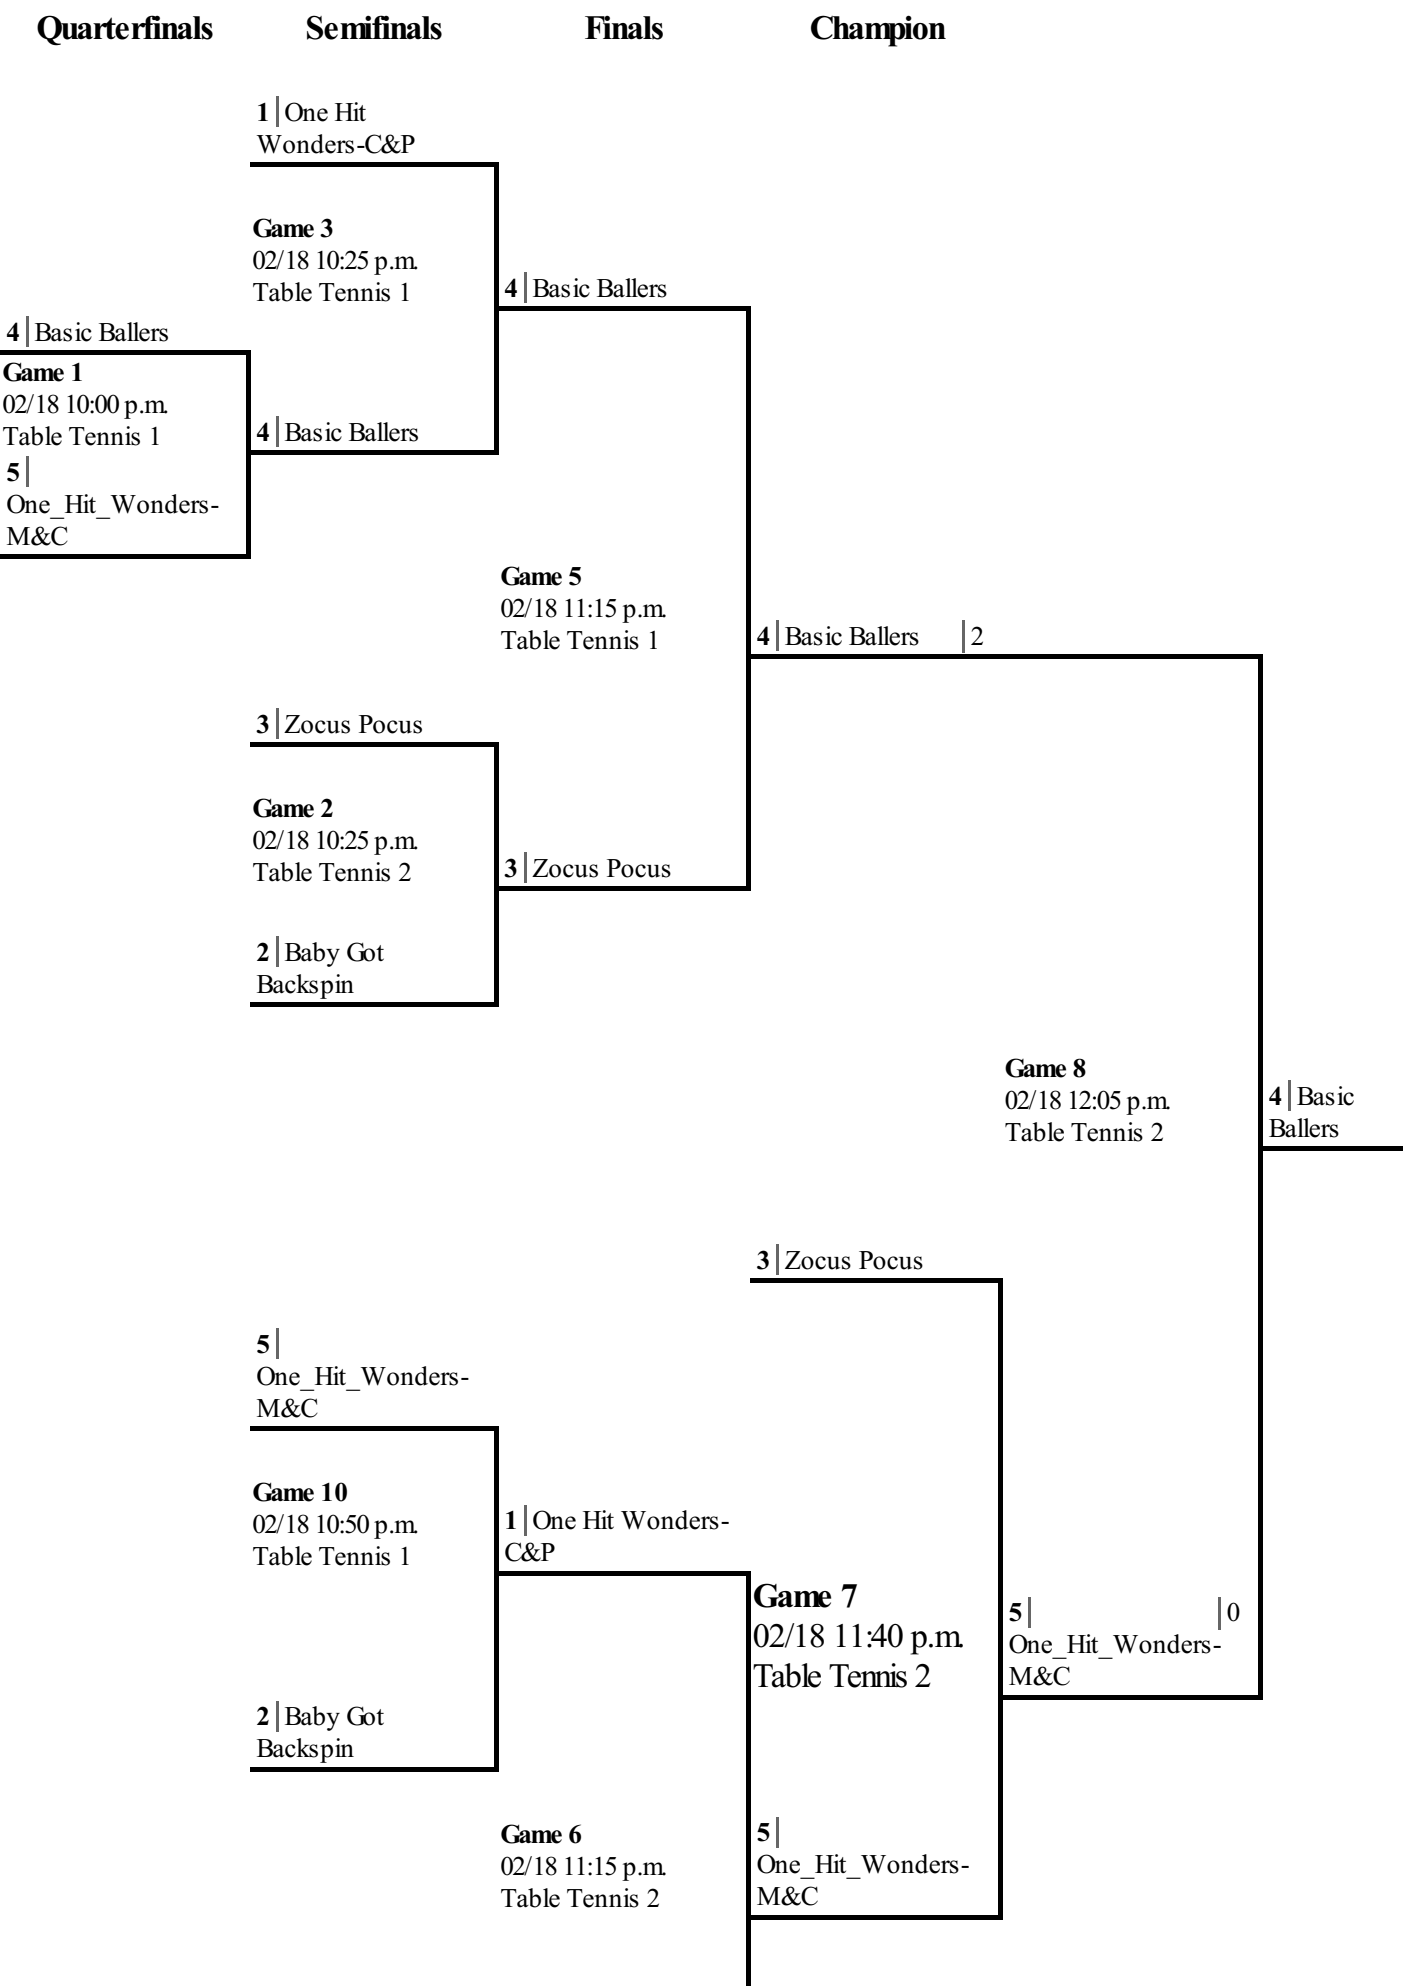 Quarterfinals Semifinals Finals Champion
1 One Hit
Wonders-C&P
Game 3
02/18 10:25 p.m.
Table Tennis 1
4 Basic Ballers
4 Basic Ballers
Game 1
02/18 10:00 p.m.
Table Tennis 1
4 Basic Ballers
5
One_Hit_Wonders-
M&C
Game 5
02/18 11:15 p.m.
Table Tennis 1
4 Basic Ballers 2
3 Zocus Pocus
Game 2
02/18 10:25 p.m.
Table Tennis 2
3 Zocus Pocus
2 Baby Got
Backspin
Game 8
02/18 12:05 p.m.
Table Tennis 2
4 Basic
Ballers
3 Zocus Pocus
5
One_Hit_Wonders-
M&C
Game 10
02/18 10:50 p.m.
Table Tennis 1
1 One Hit Wonders-
C&P
Game 7
02/18 11:40 p.m.
Table Tennis 2
5 0
One_Hit_Wonders-
M&C
2 Baby Got
Backspin
Game 6
02/18 11:15 p.m.
Table Tennis 2
5
One_Hit_Wonders-
M&C